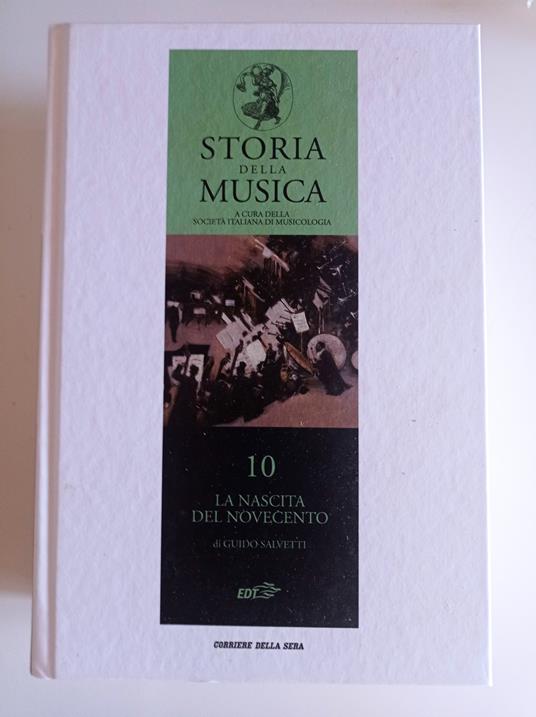 STORIA
DELLA
MUSICA
A CURA DELLA
SOCIETÀ ITALIANA DI MUSICOLOGIA
10
LA NASCITA
DEL NOVECENTO
di GUIDO SALVETTI
EDT
CORRIERE DELLA SERA